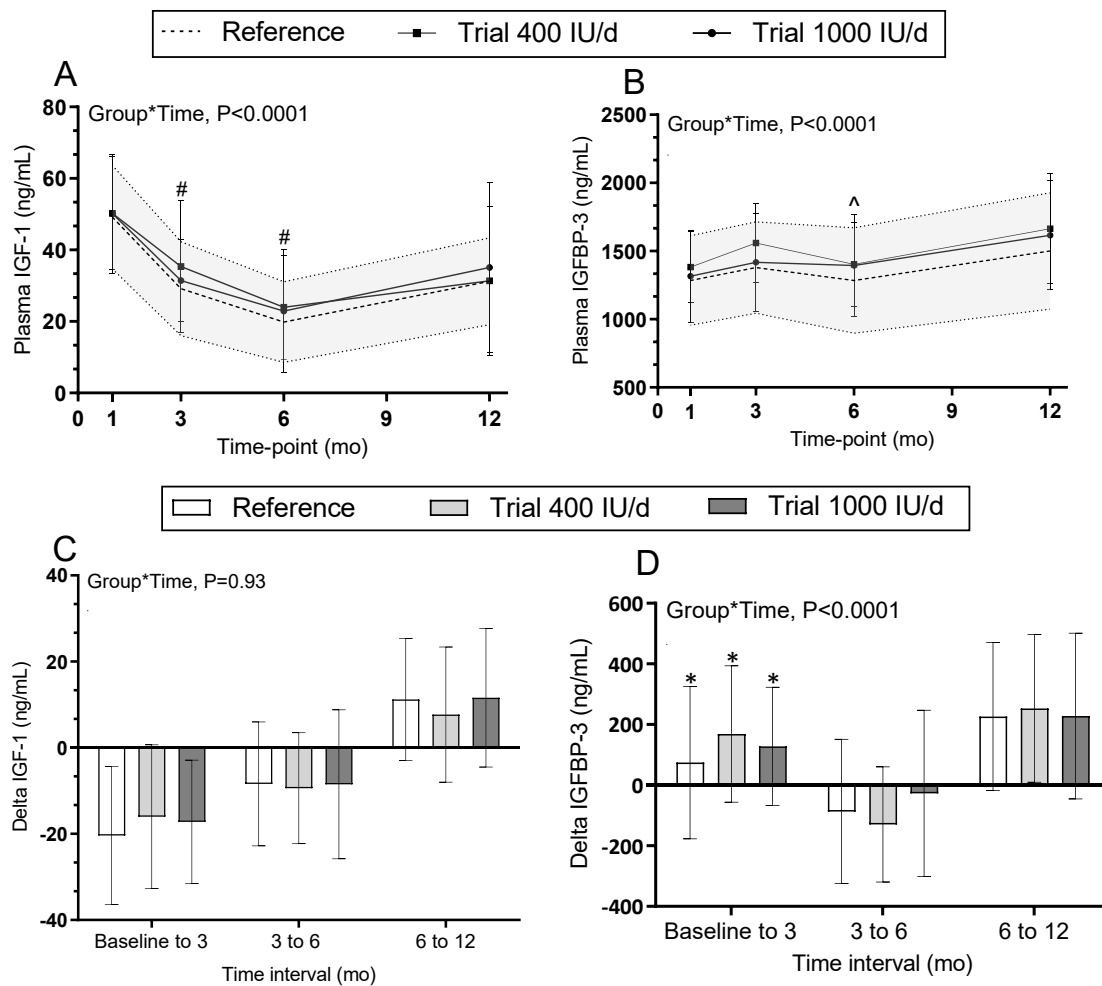 Reference Trial 400 IU/d Trial 1000 IU/d
A
Group*Time, P<0.0001
Plasma IGF-1 (ng/mL)
80
60
40
20
0
#
#
0 1 3 6 9 12
Time-point (mo)
B
Group*Time, P<0.0001
Plasma IGFBP-3 (ng/mL)
2500
2000
1500
1000
500
^
0 1 3 6 9 12
Time-point (mo)
Reference Trial 400 IU/d Trial 1000 IU/d
C
Group*Time, P=0.93
Delta IGF-1 (ng/mL)
40
20
0
-20
-40
Baseline to 3 3 to 6 6 to 12
Time interval (mo)
D
Group*Time, P<0.0001
Delta IGFBP-3 (ng/mL)
600
400
200
0
-200
-400
* * *
Baseline to 3 3 to 6 6 to 12
Time interval (mo)